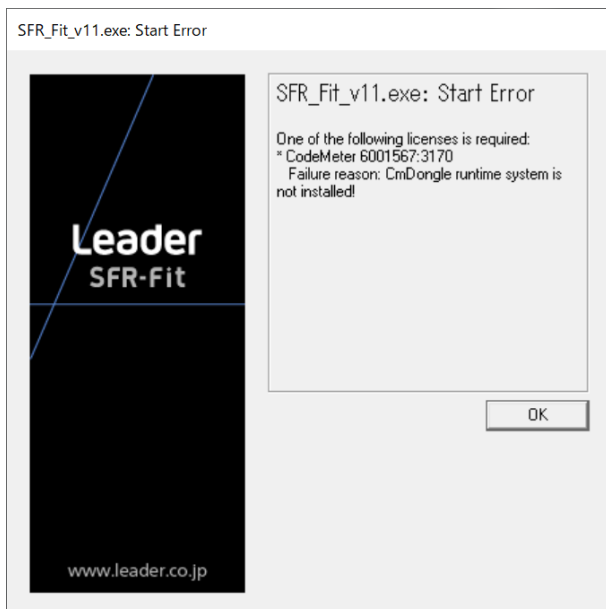 SFR_Fit_v11.exe: Start Error
Leader
SFR-Fit
www.leader.co.jp
SFR_Fit_v11.exe: Start Error
One of the following licenses is required:
* CodeMeter 6001567:3170
Failure reason: CmDongle runtime system is
not installed!
OK